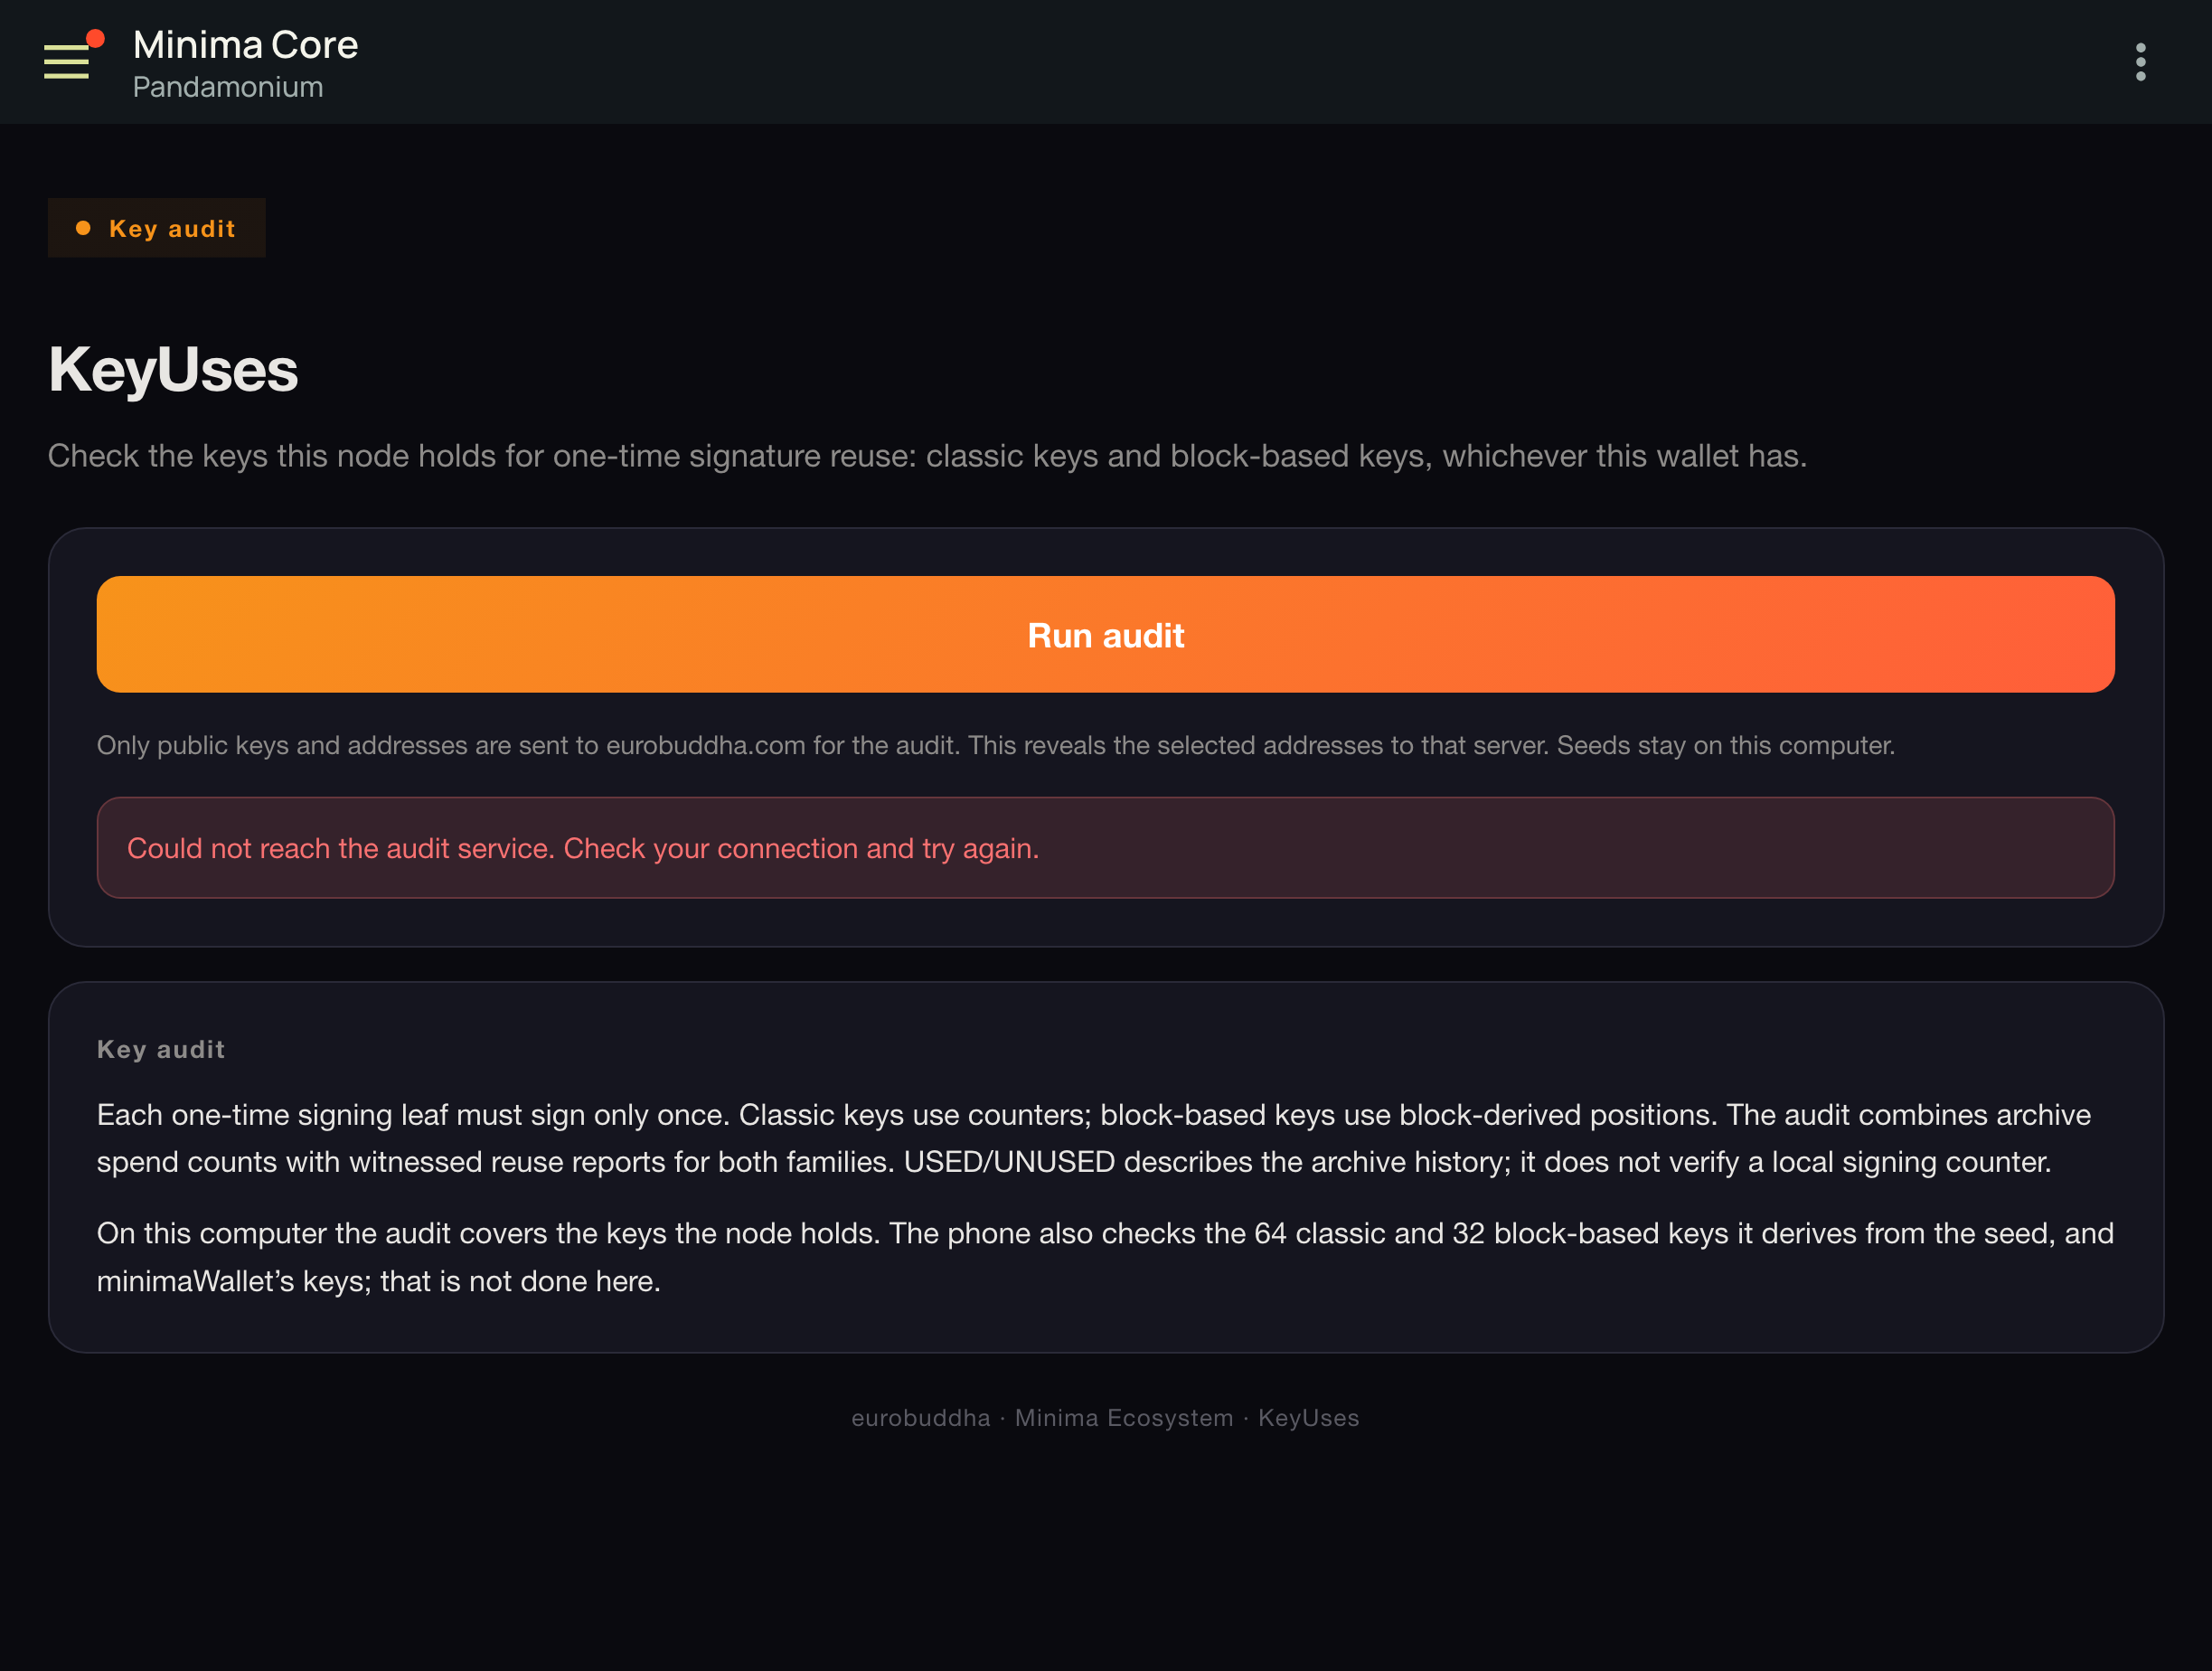 Minima Core
Pandamonium
Key audit
KeyUses
Check the keys this node holds for one-time signature reuse: classic keys and block-based keys, whichever this wallet has.
Run audit
Only public keys and addresses are sent to eurobuddha.com for the audit. This reveals the selected addresses to that server. Seeds stay on this computer.
Could not reach the audit service. Check your connection and try again.
Key audit
Each one-time signing leaf must sign only once. Classic keys use counters; block-based keys use block-derived positions. The audit combines archive
spend counts with witnessed reuse reports for both families. USED/UNUSED describes the archive history; it does not verify a local signing counter.
On this computer the audit covers the keys the node holds. The phone also checks the 64 classic and 32 block-based keys it derives from the seed, and
minimaWallet’s keys; that is not done here.
eurobuddha · Minima Ecosystem · KeyUses